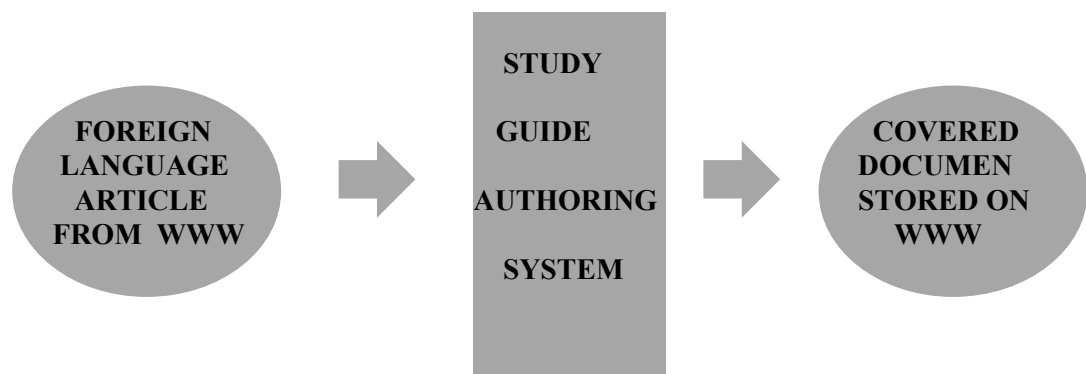 FOREIGN
LANGUAGE
ARTICLE
FROM WWW
STUDY
GUIDE
AUTHORING
SYSTEM
COVERED
DOCUMEN
STORED ON
WWW